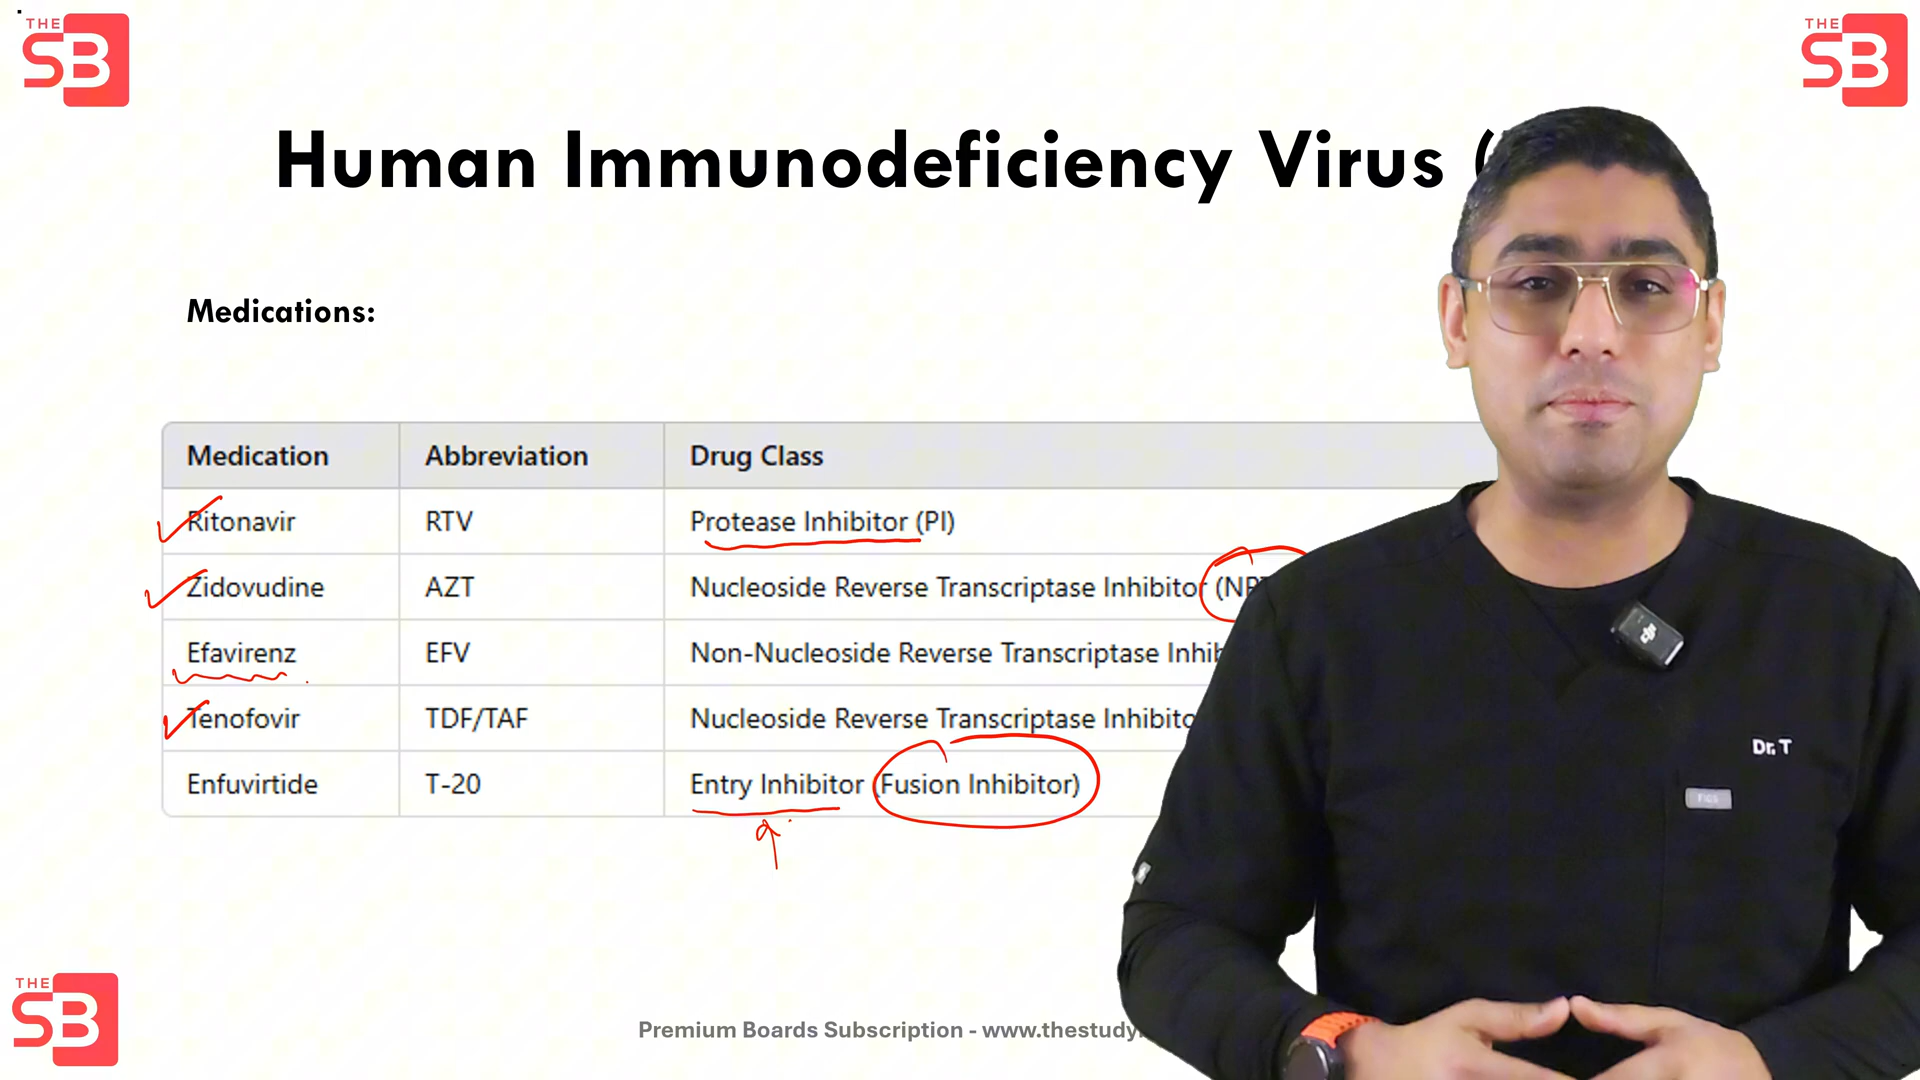 THE
SB
THE
SB
Human Immunodeficiency Virus (
Medications:
Medication Abbreviation Drug Class
Ritonavir RTV Protease Inhibitor (PI)
Zidovudine AZT Nucleoside Reverse Transcriptase Inhibitor
Efavirenz EFV Non-Nucleoside Reverse Transcriptase
Tenofovir TDF/TAF Nucleoside Reverse Transcriptase
Enfuvirtide T-20 Entry Inhibitor (Fusion Inhibitor)
Dr. T
THE
SB
Premium Boards Subscription -